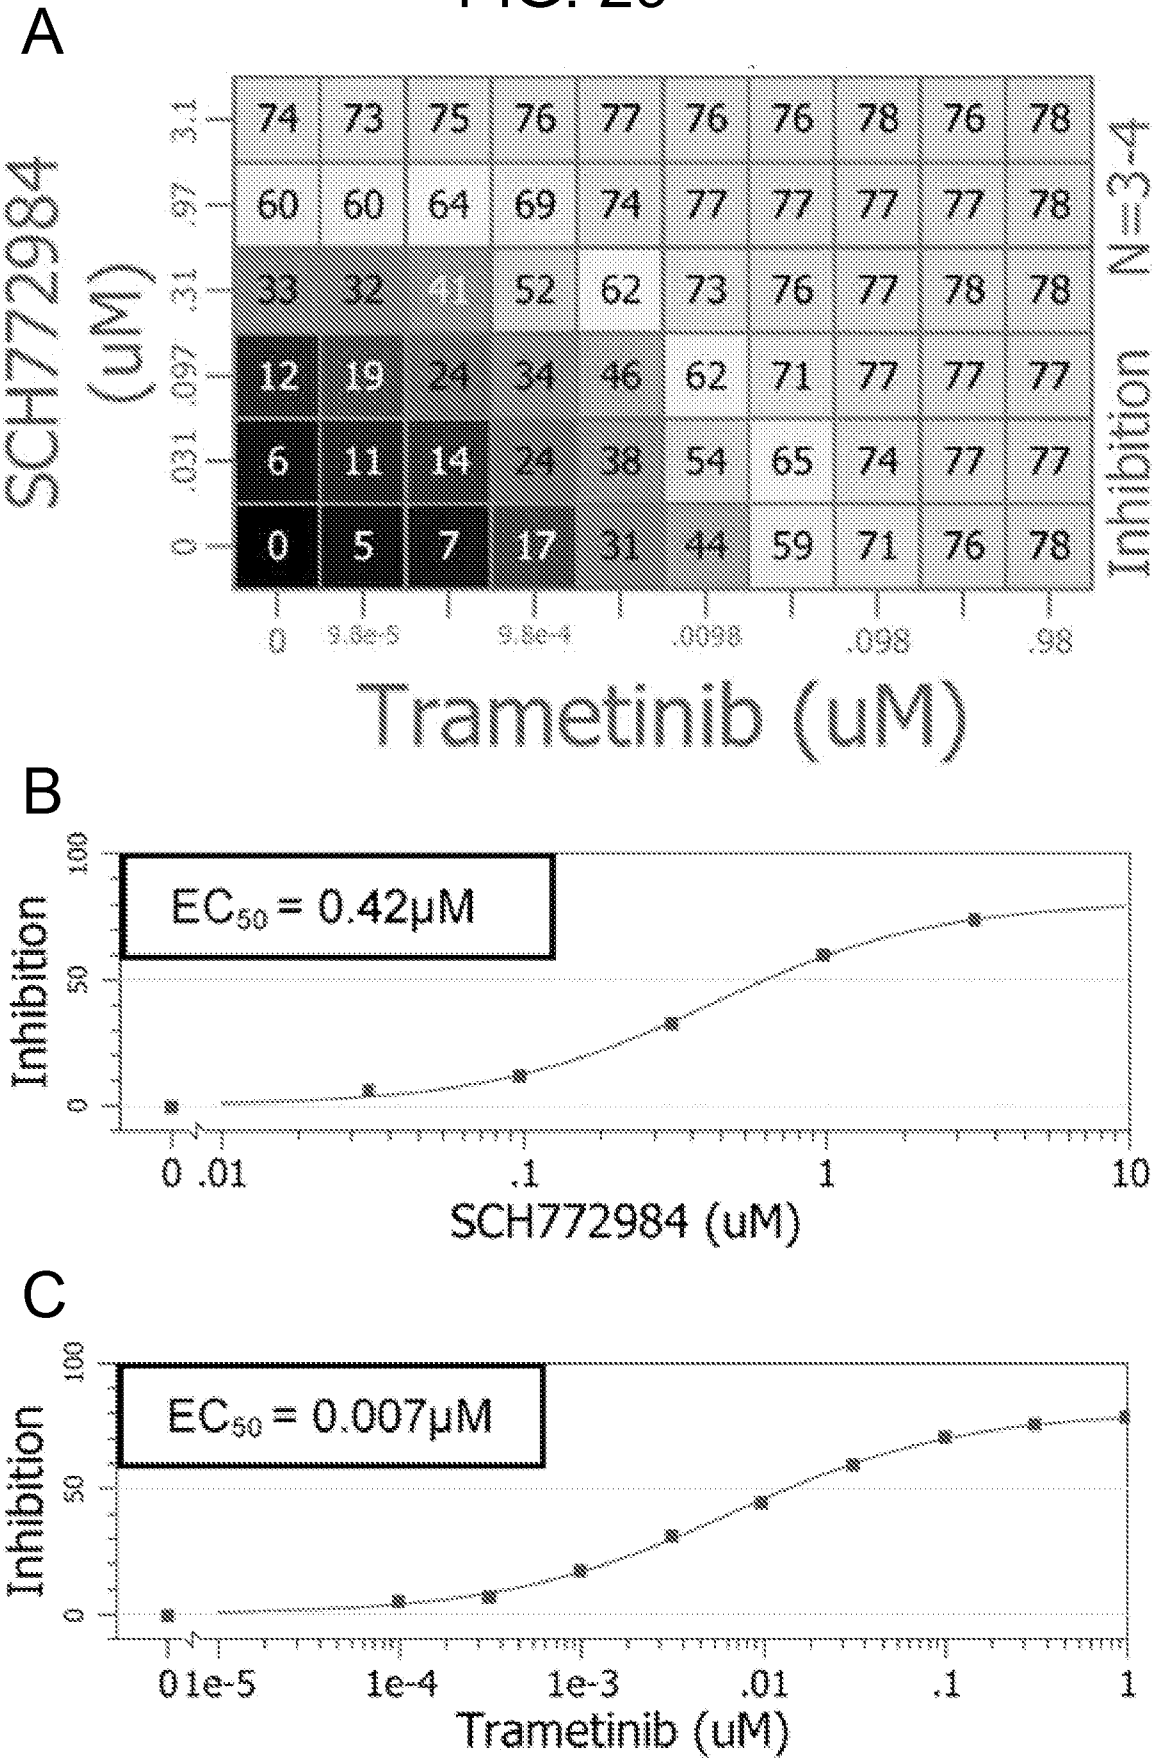 A
3.1 74 73 75 76 77 76 76 78 76 78
.97 60 60 64 69 74 77 77 77 77 78
.31 33 32 41 52 62 73 76 77 78 78
.097 12 19 24 34 46 62 71 77 77 77
.031 6 11 14 24 38 54 65 74 77 77
0 0 5 7 17 31 44 59 71 76 78
SCH772984
(uM)
Inhibition N=3-4
0 9.8e-5 9.8e-4 .0098 .098 .98
Trametinib (uM)
B
EC50 = 0.42µM
Inhibition
100
50
0
0 .01 .1 1 10
SCH772984 (uM)
C
EC50 = 0.007µM
Inhibition
100
50
0
0 1e-5 1e-4 1e-3 .01 .1 1
Trametinib (uM)